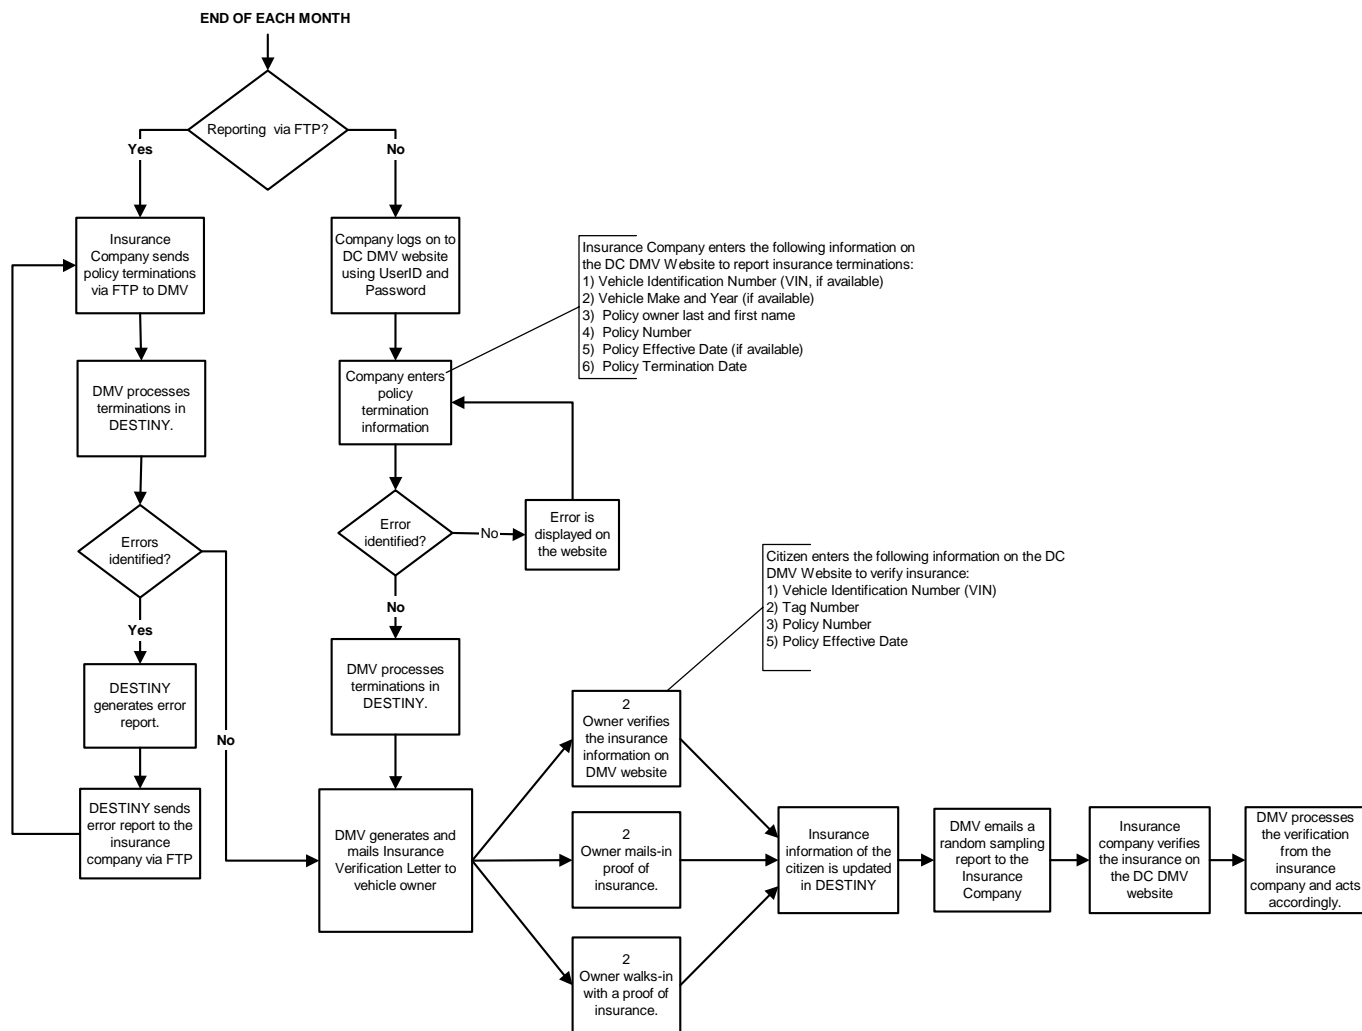 END OF EACH MONTH
Reporting via FTP?
Yes
No
Insurance
Company sends
policy terminations
via FTP to DMV
Company logs on to
DC DMV website
using UserID and
Password
Insurance Company enters the following information on
the DC DMV Website to report insurance terminations:
1) Vehicle Identification Number (VIN, if available)
2) Vehicle Make and Year (if available)
3) Policy owner last and first name
4) Policy Number
5) Policy Effective Date (if available)
6) Policy Termination Date
DMV processes
terminations in
DESTINY.
Company enters
policy
termination
information
Errors
identified?
Error
identified?
No
Error is
displayed on
the website
Citizen enters the following information on the DC
DMV Website to verify insurance:
1) Vehicle Identification Number (VIN)
2) Tag Number
3) Policy Number
5) Policy Effective Date
Yes
No
DESTINY
generates error
report.
No
DMV processes
terminations in
DESTINY.
2
Owner verifies
the insurance
information on
DMV website
DESTINY sends
error report to the
insurance
company via FTP
DMV generates and
mails Insurance
Verification Letter to
vehicle owner
2
Owner mails-in
proof of
insurance.
2
Owner walks-in
with a proof of
insurance.
Insurance
information of the
citizen is updated
in DESTINY
DMV emails a
random sampling
report to the
Insurance
Company
Insurance
company verifies
the insurance on
the DC DMV
website
DMV processes
the verification
from the
insurance
company and acts
accordingly.